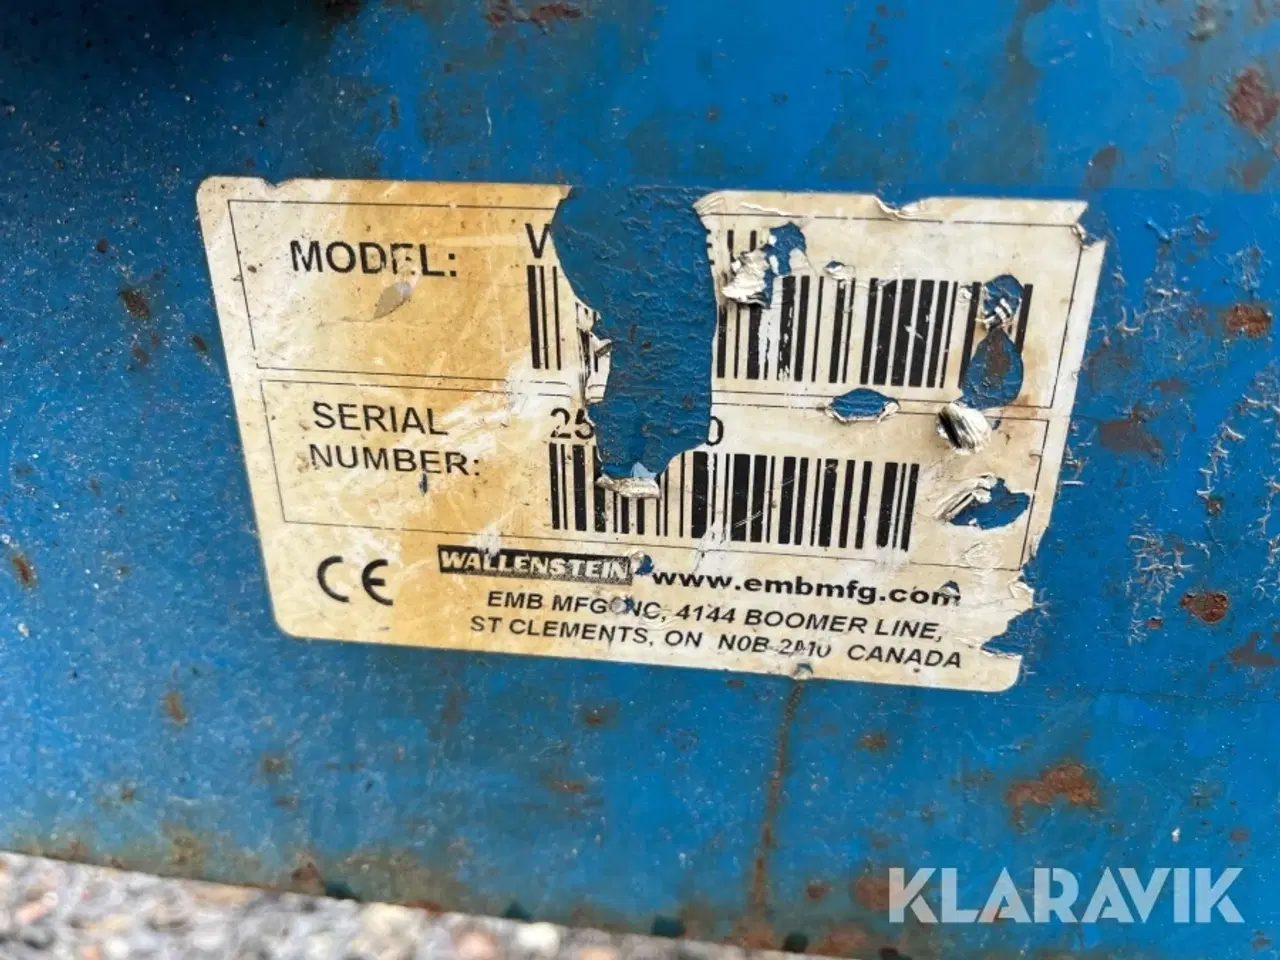 MODEL:
SERIAL
NUMBER:
CE
WALLENSTEIN www.embmfg.com
EMB MFG INC, 4144 BOOMER LINE,
ST CLEMENTS, ON N0B 2M0 CANADA
KLARAVIK